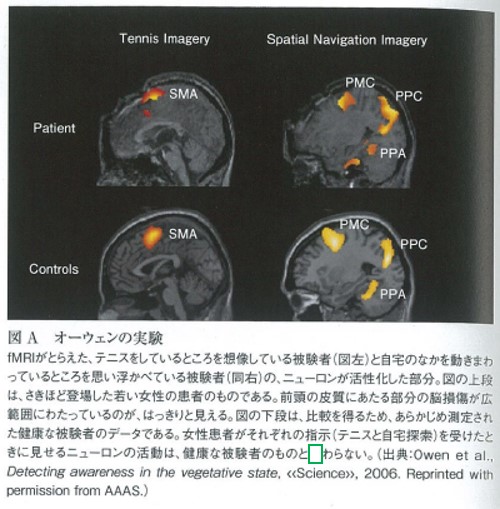 Tennis Imagery
Spatial Navigation Imagery
Patient
SMA
PMC
PPC
PPA
Controls
SMA
PMC
PPC
PPA
図A オーウェンの実験
fMRIがとらえた、テニスをしているところを想像している被験者(図左)と自宅のなかを動きまわ
っているところを思い浮かべている被験者(同右)の、ニューロンが活性化した部分。図の上段
は、さきほど登場した若い女性の患者のものである。前頭の皮質にあたる部分の脳損傷が広
範囲にわたっているのが、はっきりと見える。図の下段は、比較を得るため、あらかじめ測定され
た健康な被験者のデータである。女性患者がそれぞれの指示(テニスと自宅探索)を受けたと
きに見せるニューロンの活動は、健康な被験者のものと わらない。(出典:Owen et al.,
Detecting awareness in the vegetative state, «Science», 2006. Reprinted with
permission from AAAS.)